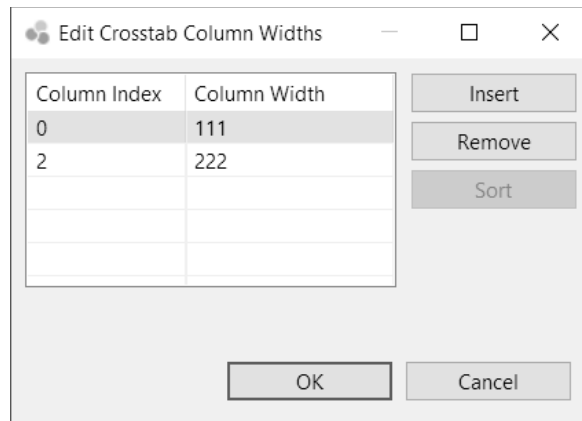 Edit Crosstab Column Widths
Column Index Column Width
0 111
2 222
Insert
Remove
Sort
OK Cancel